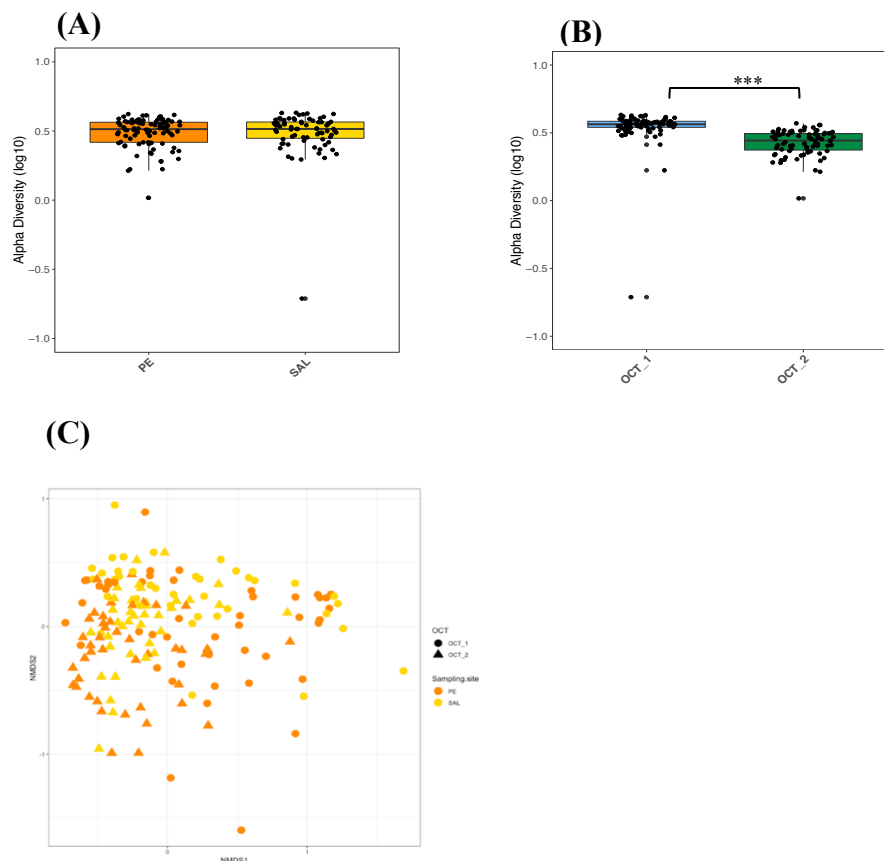 (A)
Alpha Diversity (log10)
1.0
0.5
0.0
−0.5
−1.0
PE
SAL
(B)
***
Alpha Diversity (log10)
1.0
0.5
0.0
−0.5
−1.0
OCT_1
OCT_2
(C)
NMDS2
1
0
-1
0
1
NMDS1
OCT
OCT_1
OCT_2
Sampling.site
PE
SAL